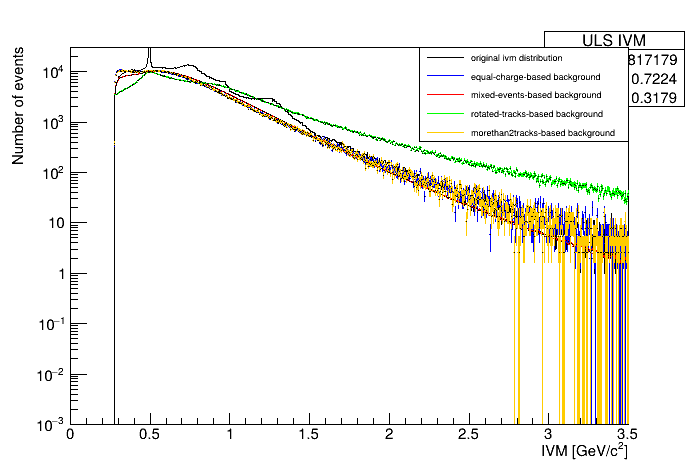 ULS IVM
817179
0.7224
0.3179
original ivm distribution
equal-charge-based background
mixed-events-based background
rotated-tracks-based background
morethan2tracks-based background
Number of events
10⁴
10³
10²
10
1
10⁻¹
10⁻²
10⁻³
0 0.5 1 1.5 2 2.5 3 3.5
IVM [GeV/c²]